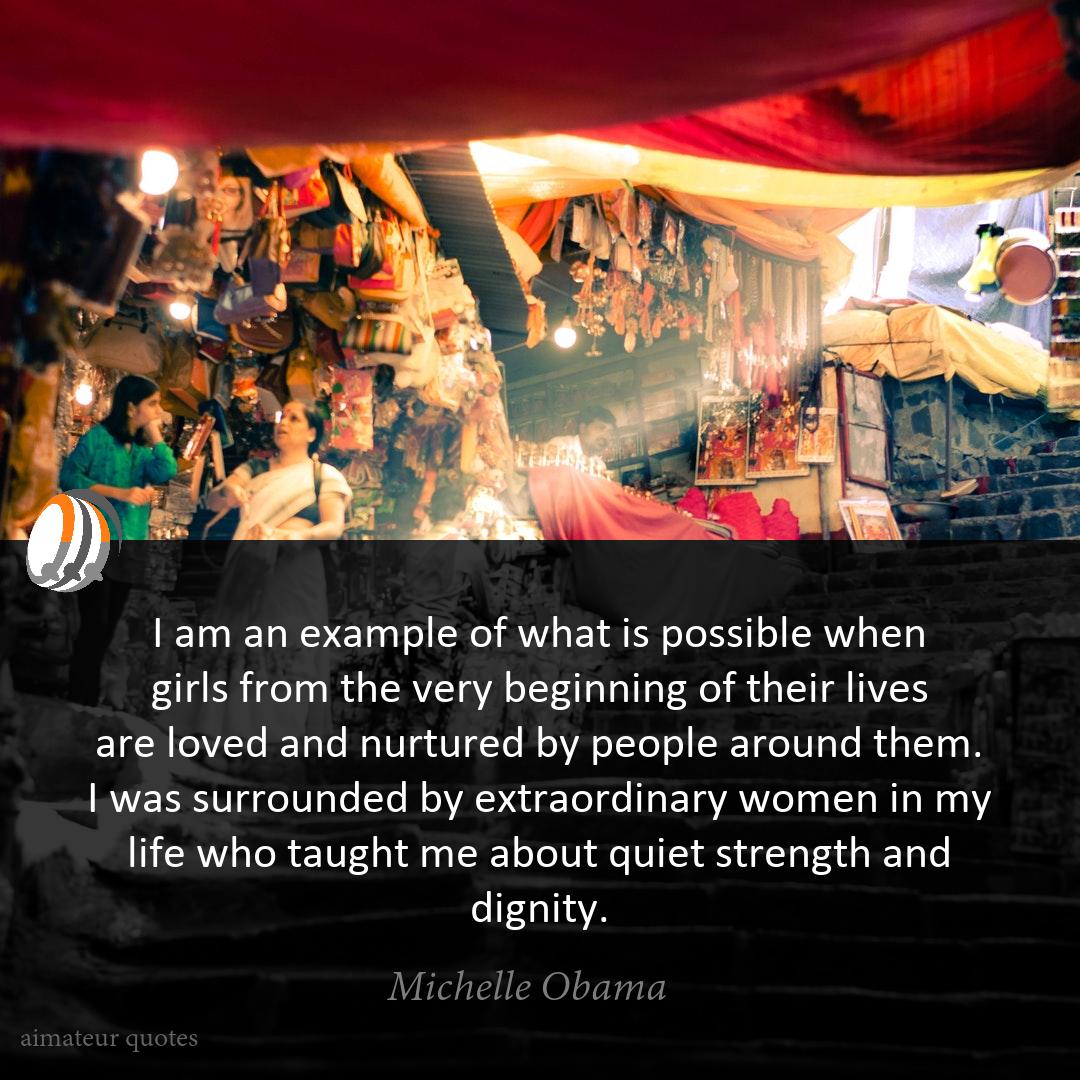 I am an example of what is possible when
girls from the very beginning of their lives
are loved and nurtured by people around them.
I was surrounded by extraordinary women in my
life who taught me about quiet strength and
dignity.
Michelle Obama
aimateur quotes